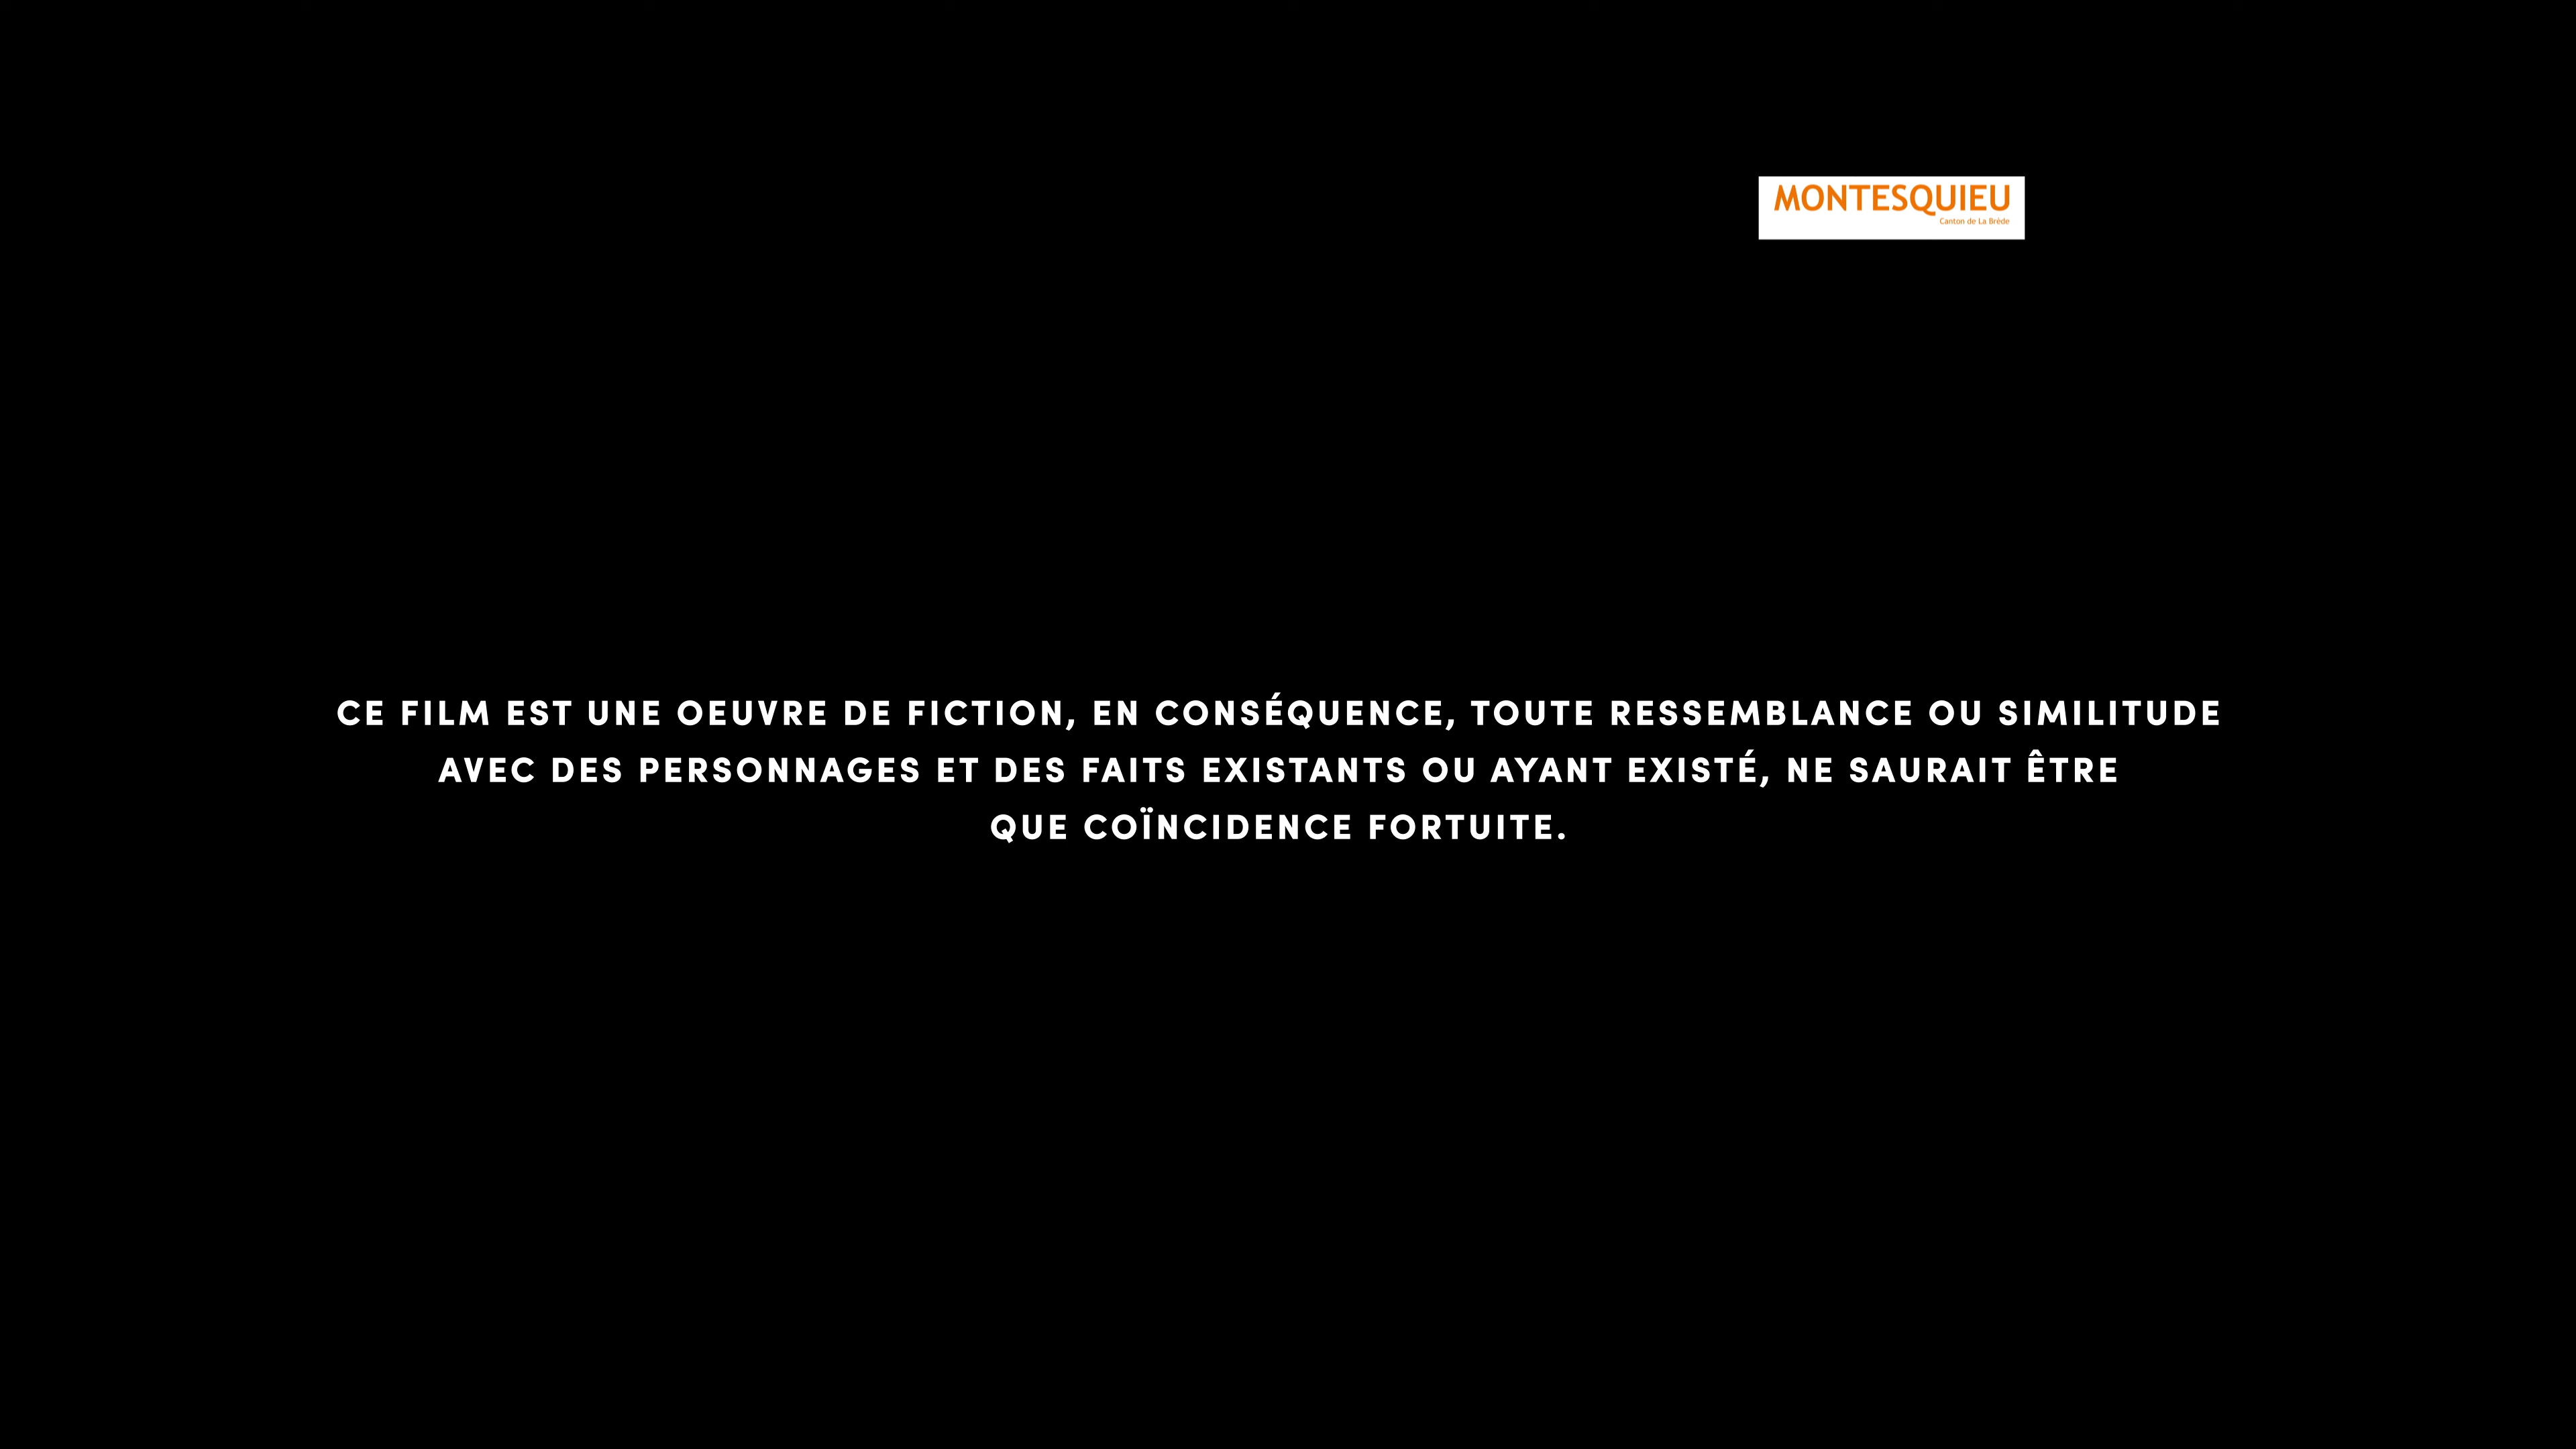 MONTESQUIEU
Canton de La Brède
CE FILM EST UNE OEUVRE DE FICTION, EN CONSÉQUENCE, TOUTE RESSEMBLANCE OU SIMILITUDE
AVEC DES PERSONNAGES ET DES FAITS EXISTANTS OU AYANT EXISTÉ, NE SAURAIT ÊTRE
QUE COÏNCIDENCE FORTUITE.